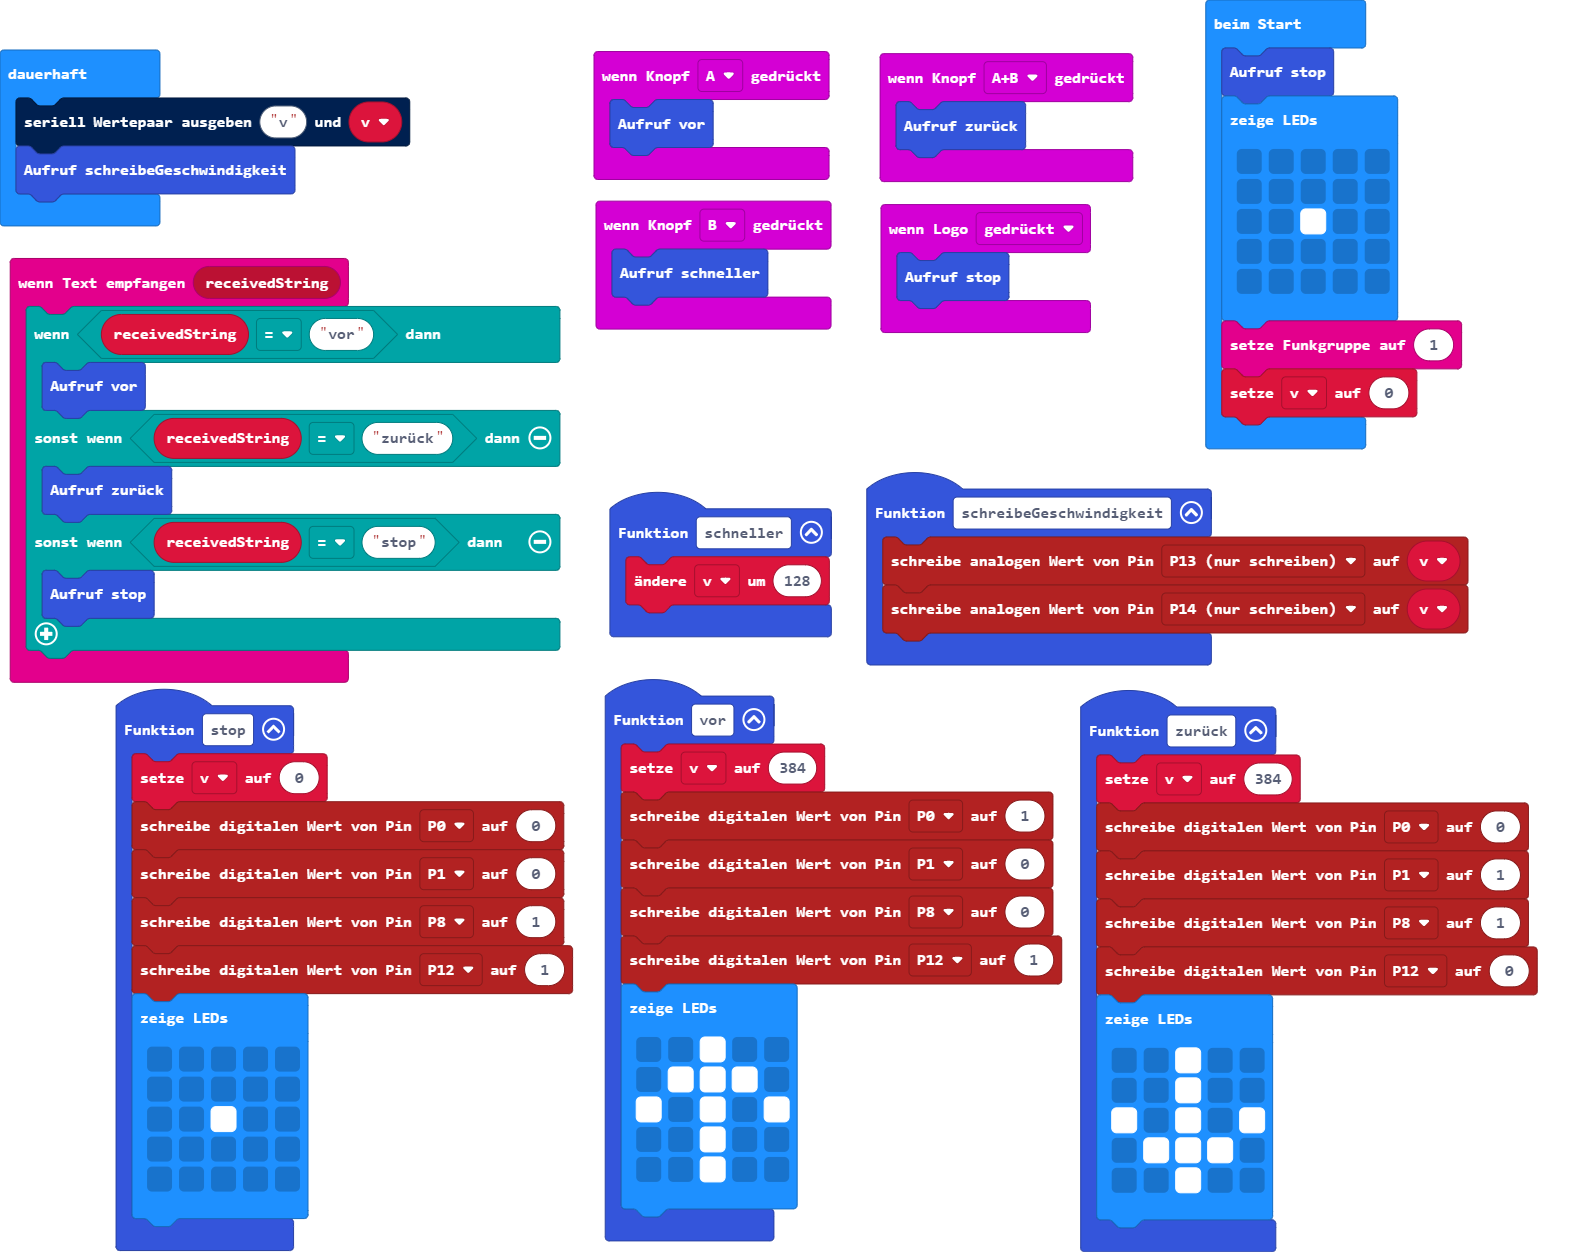 dauerhaft
seriell Wertepaar ausgeben "v" und v
Aufruf schreibeGeschwindigkeit
wenn Knopf A gedrückt
Aufruf vor
wenn Knopf A+B gedrückt
Aufruf zurück
wenn Knopf B gedrückt
Aufruf schneller
wenn Logo gedrückt
Aufruf stop
beim Start
Aufruf stop
zeige LEDs
setze Funkgruppe auf 1
setze v auf 0
wenn Text empfangen receivedString
wenn receivedString = "vor" dann
Aufruf vor
sonst wenn receivedString = "zurück" dann
Aufruf zurück
sonst wenn receivedString = "stop" dann
Aufruf stop
Funktion schneller
ändere v um 128
Funktion schreibeGeschwindigkeit
schreibe analogen Wert von Pin P13 (nur schreiben) auf v
schreibe analogen Wert von Pin P14 (nur schreiben) auf v
Funktion stop
setze v auf 0
schreibe digitalen Wert von Pin P0 auf 0
schreibe digitalen Wert von Pin P1 auf 0
schreibe digitalen Wert von Pin P8 auf 1
schreibe digitalen Wert von Pin P12 auf 1
zeige LEDs
Funktion vor
setze v auf 384
schreibe digitalen Wert von Pin P0 auf 1
schreibe digitalen Wert von Pin P1 auf 0
schreibe digitalen Wert von Pin P8 auf 0
schreibe digitalen Wert von Pin P12 auf 1
zeige LEDs
Funktion zurück
setze v auf 384
schreibe digitalen Wert von Pin P0 auf 0
schreibe digitalen Wert von Pin P1 auf 1
schreibe digitalen Wert von Pin P8 auf 1
schreibe digitalen Wert von Pin P12 auf 0
zeige LEDs